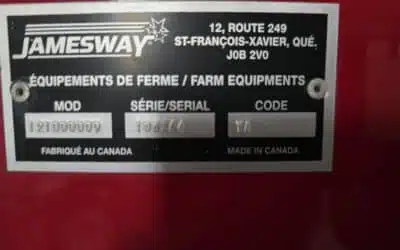 JAMESWAY
12, ROUTE 249
ST-FRANÇOIS-XAVIER, QUÉ.
J0B 2V0
ÉQUIPEMENTS DE FERME / FARM EQUIPMENTS
MOD SÉRIE/SERIAL CODE
YA
FABRIQUÉ AU CANADA MADE IN CANADA